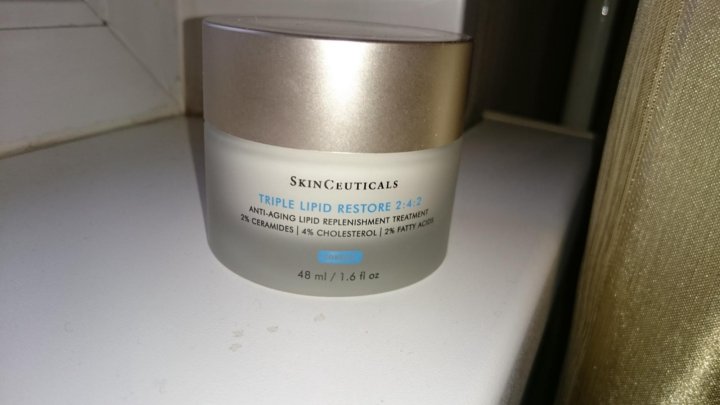 SKINCEUTICALS
TRIPLE LIPID RESTORE 2:4:2
ANTI-AGING LIPID REPLENISHMENT TREATMENT
2% CERAMIDES | 4% CHOLESTEROL | 2% FATTY ACIDS
48 ml / 1.6 fl oz